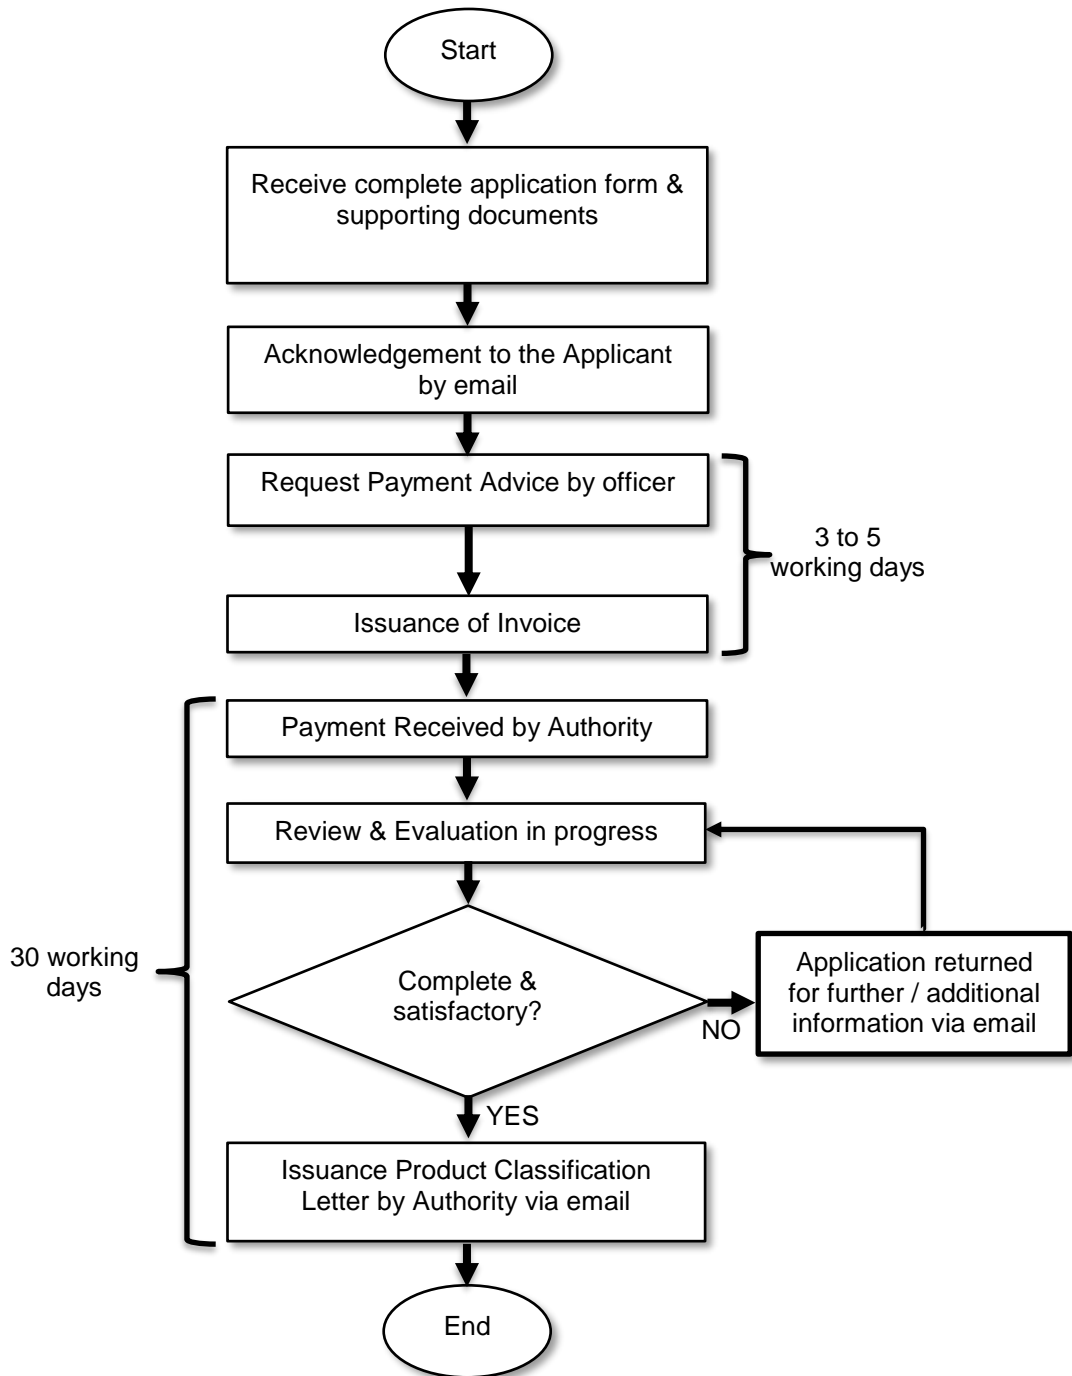 Start
Receive complete application form &
supporting documents
Acknowledgement to the Applicant
by email
Request Payment Advice by officer
3 to 5
working days
Issuance of Invoice
Payment Received by Authority
Review & Evaluation in progress
30 working
days
Complete &
satisfactory?
NO
Application returned
for further / additional
information via email
YES
Issuance Product Classification
Letter by Authority via email
End